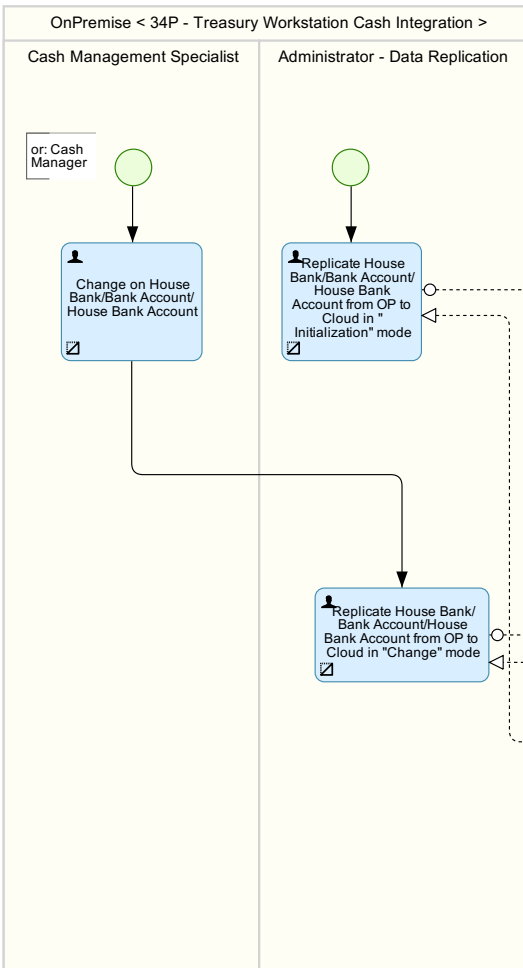 OnPremise < 34P - Treasury Workstation Cash Integration >
Cash Management Specialist
Administrator - Data Replication
or: Cash
Manager
Change on House
Bank/Bank Account/
House Bank Account
Replicate House
Bank/Bank Account/
House Bank
Account from OP to
Cloud in "
Initialization" mode
Replicate House Bank/
Bank Account/House
Bank Account from OP to
Cloud in "Change" mode